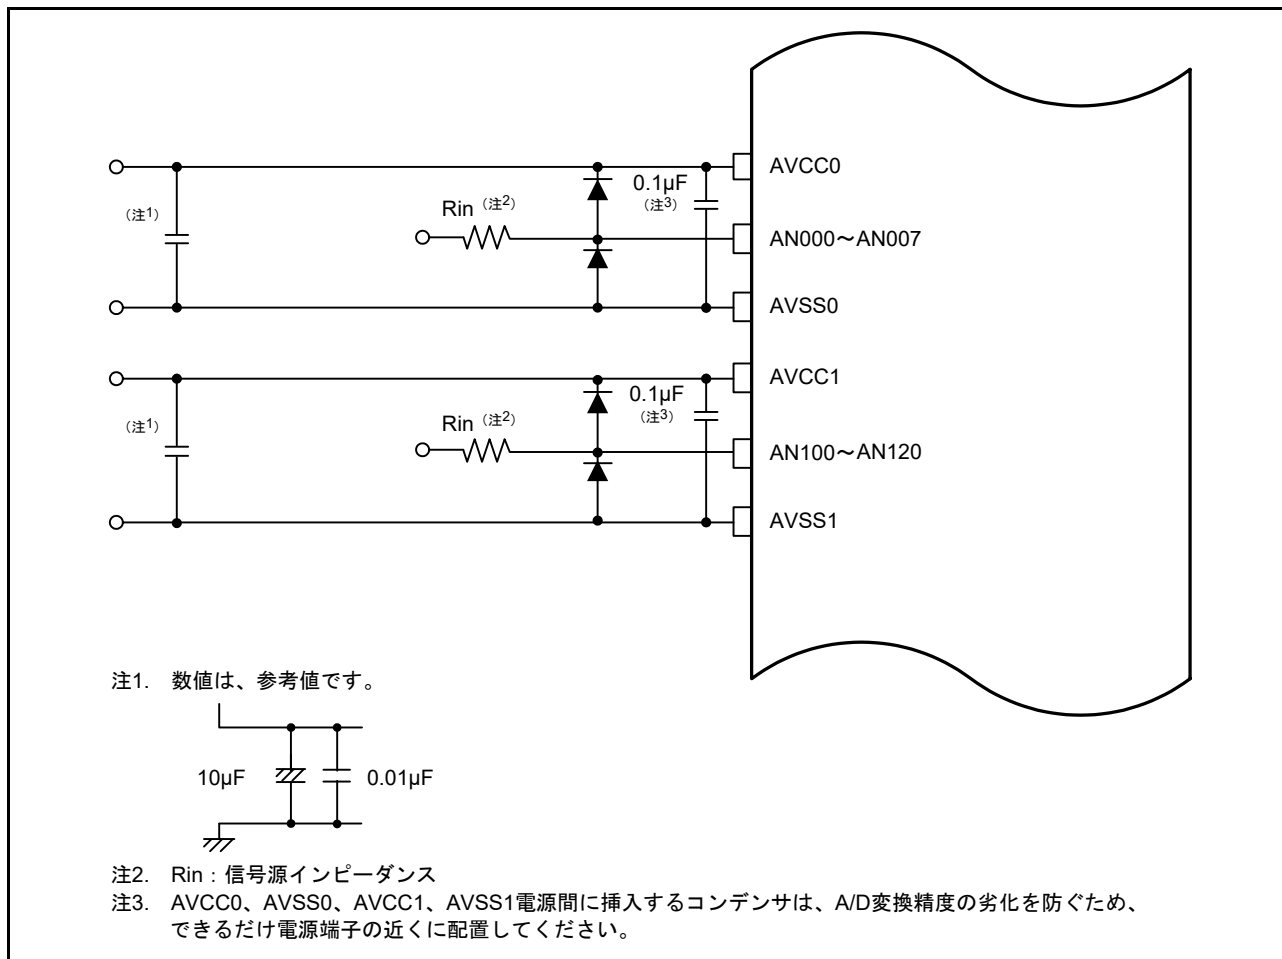 AVCC0
0.1μF
(注3)
(注1)
Rin (注2)
AN000～AN007
AVSS0
AVCC1
0.1μF
(注3)
(注1)
Rin (注2)
AN100～AN120
AVSS1
注1. 数値は、参考値です。
10μF
0.01μF
注2. Rin：信号源インピーダンス
注3. AVCC0、AVSS0、AVCC1、AVSS1電源間に挿入するコンデンサは、A/D変換精度の劣化を防ぐため、
できるだけ電源端子の近くに配置してください。